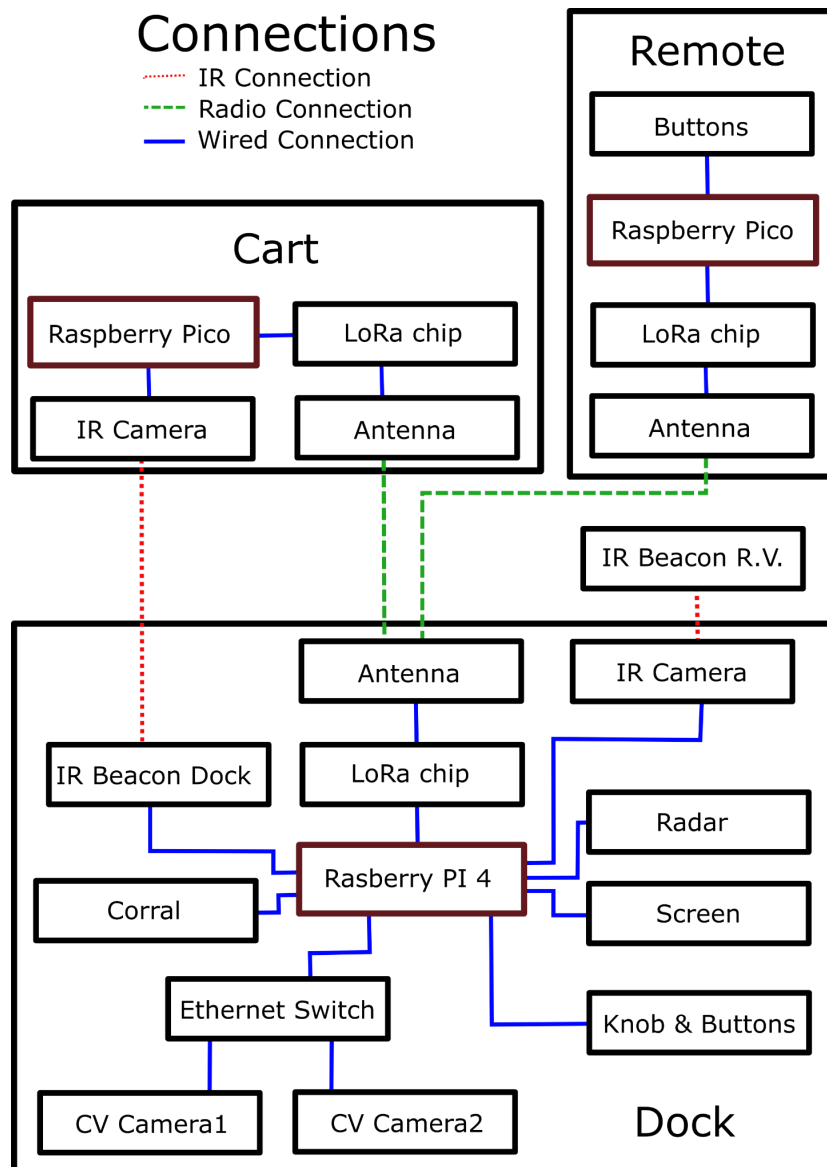 Connections
IR Connection
Radio Connection
Wired Connection
Remote
Buttons
Raspberry Pico
LoRa chip
Antenna
Cart
Raspberry Pico
LoRa chip
IR Camera
Antenna
IR Beacon R.V.
Antenna
IR Camera
IR Beacon Dock
LoRa chip
Radar
Rasberry PI 4
Corral
Screen
Ethernet Switch
Knob & Buttons
CV Camera1
CV Camera2
Dock